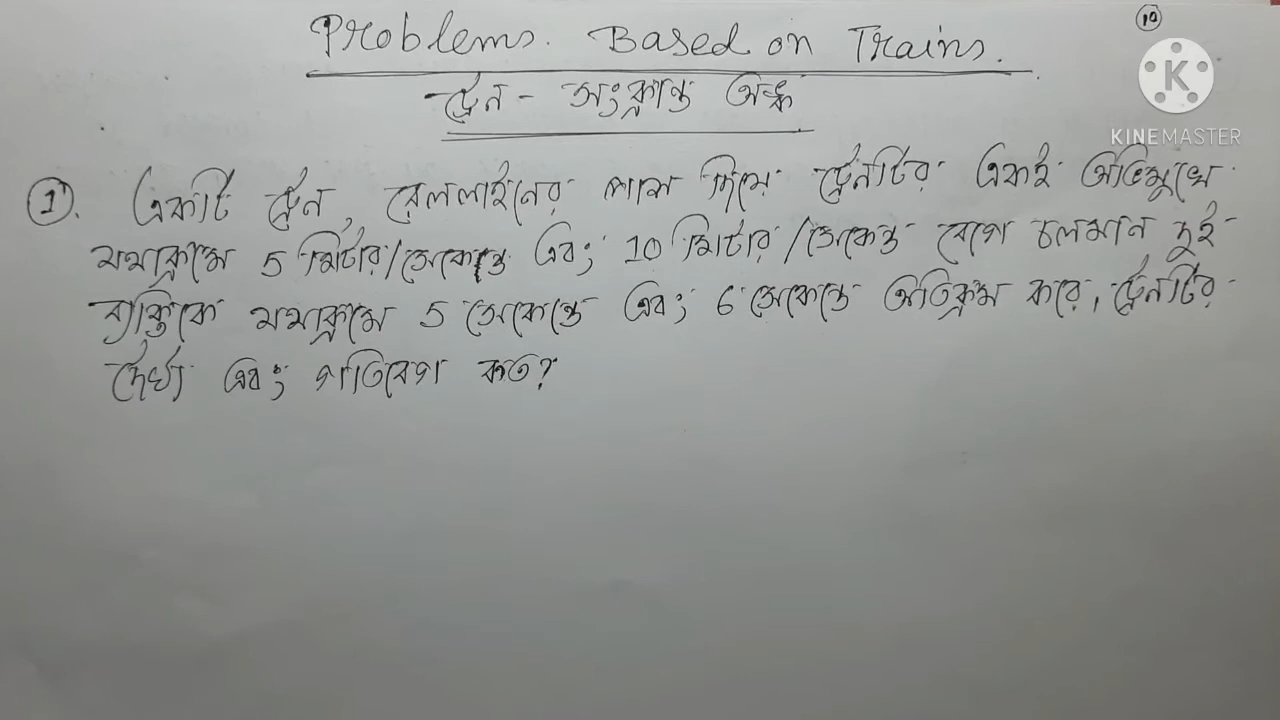 10
Problems. Based on Trains.
K
KINEMASTER
ট্রেন - সংক্রান্ত অঙ্ক
1. একটি ট্রেন, রেললাইনের পাশ দিয়ে ট্রেনটির একই অভিমুখে
যথাক্রমে 5 মিটার/সেকেন্ড এবং 10 মিটার/সেকেন্ড বেগে চলমান দুই
ব্যক্তিকে যথাক্রমে 5 সেকেন্ডে এবং 6 সেকেন্ডে অতিক্রম করে, ট্রেনটির
দৈর্ঘ্য এবং গতিবেগ কত?